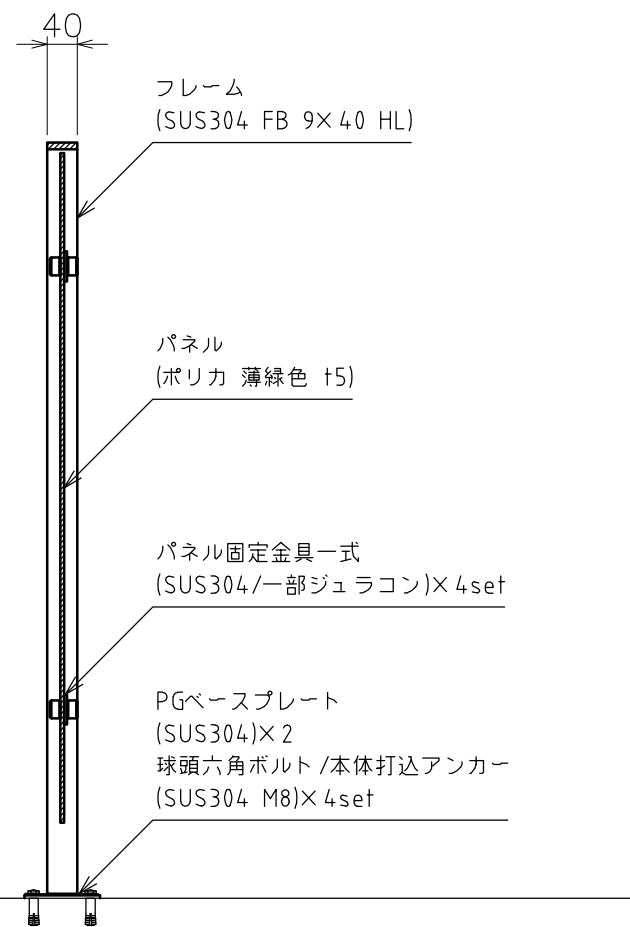 40
フレーム
(SUS304 FB 9×40 HL)
パネル
(ポリカ 薄緑色 t5)
パネル固定金具一式
(SUS304/一部ジュラコン)×4set
PGベースプレート
(SUS304)×2
球頭六角ボルト/本体打込アンカー
(SUS304 M8)×4set